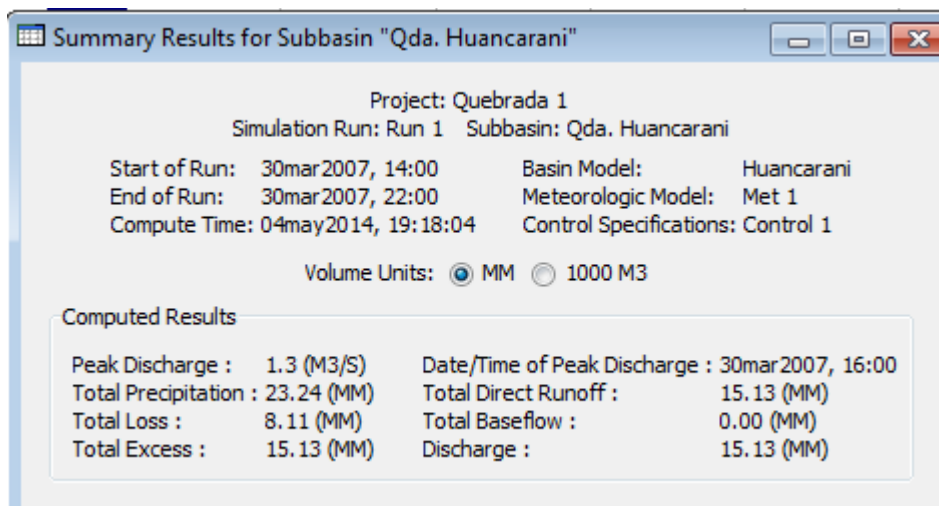 Summary Results for Subbasin "Qda. Huancarani"
Project: Quebrada 1
Simulation Run: Run 1 Subbasin: Qda. Huancarani
Start of Run: 30mar2007, 14:00 Basin Model: Huancarani
End of Run: 30mar2007, 22:00 Meteorologic Model: Met 1
Compute Time: 04may2014, 19:18:04 Control Specifications: Control 1
Volume Units: MM 1000 M3
Computed Results
Peak Discharge : 1.3 (M3/S) Date/Time of Peak Discharge : 30mar2007, 16:00
Total Precipitation : 23.24 (MM) Total Direct Runoff : 15.13 (MM)
Total Loss : 8.11 (MM) Total Baseflow : 0.00 (MM)
Total Excess : 15.13 (MM) Discharge : 15.13 (MM)